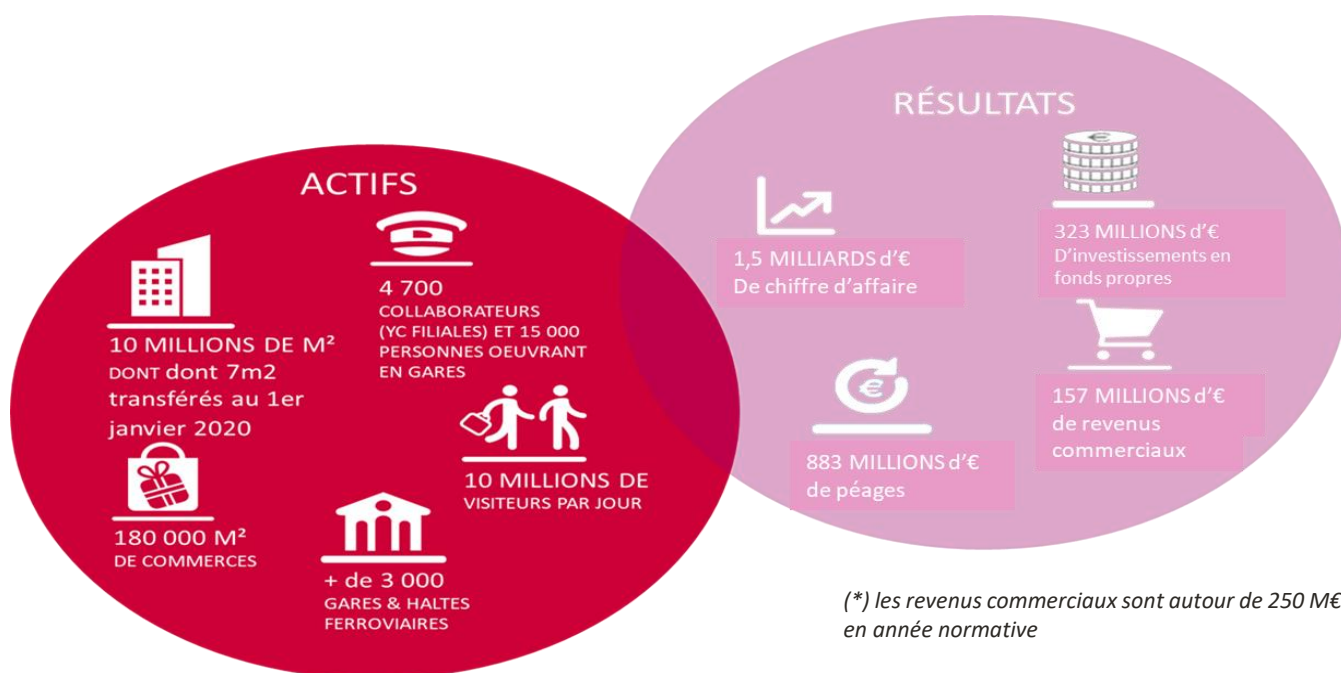 ACTIFS
10 MILLIONS DE M²
DONT dont 7m2
transférés au 1er
janvier 2020
4 700
COLLABORATEURS
(YC FILIALES) ET 15 000
PERSONNES OEUVRANT
EN GARES
10 MILLIONS DE
VISITEURS PAR JOUR
180 000 M²
DE COMMERCES
+ de 3 000
GARES & HALTES
FERROVIAIRES
RÉSULTATS
1,5 MILLIARDS d'€
De chiffre d'affaire
€
323 MILLIONS d'€
D'investissements en
fonds propres
€
883 MILLIONS d'€
de péages
157 MILLIONS d'€
de revenus
commerciaux
(*) les revenus commerciaux sont autour de 250 M€
en année normative